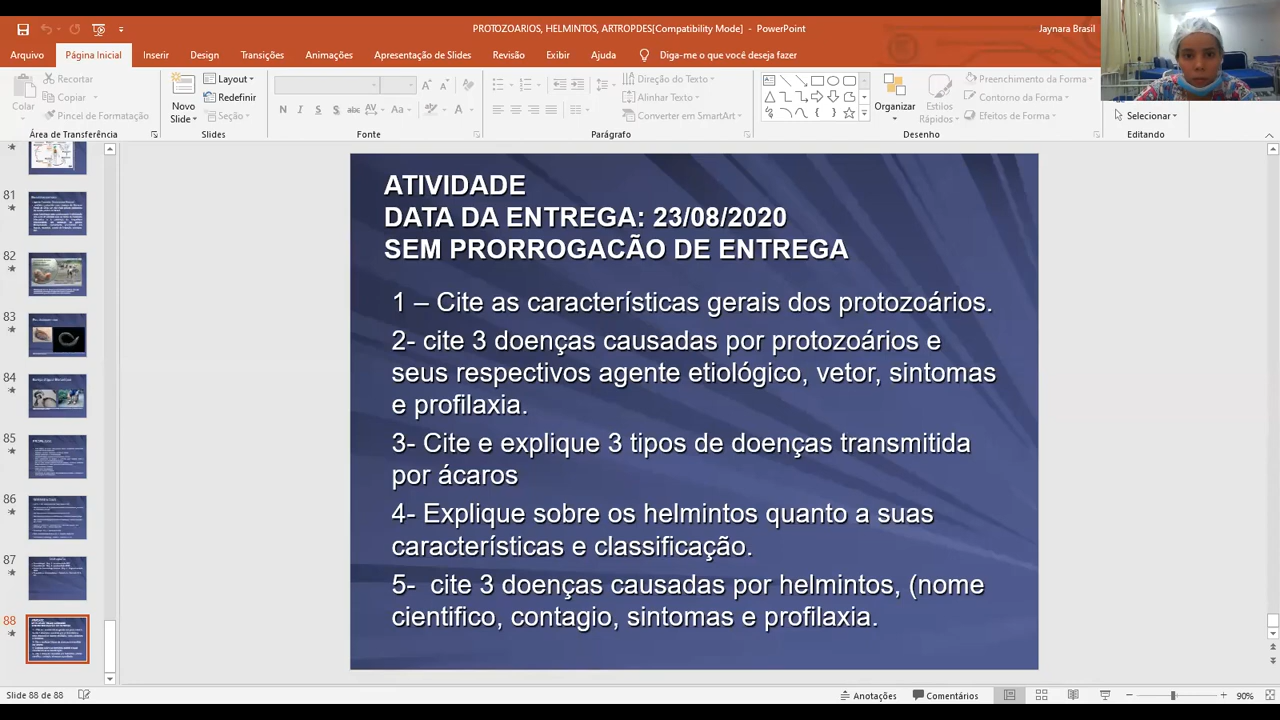 PROTOZOARIOS, HELMINTOS, ARTROPDES[Compatibility Mode] - PowerPoint
Jaynara Brasil
Arquivo
Página Inicial
Inserir
Design
Transições
Animações
Apresentação de Slides
Revisão
Exibir
Ajuda
Diga-me o que você deseja fazer
Colar
Recortar
Copiar
Pincel de Formatação
Área de Transferência
Novo
Slide
Layout
Redefinir
Seção
Slides
N
I
S
S
abc
AV
Aa
A
A
A
Fonte
Direção do Texto
Alinhar Texto
Converter em SmartArt
Parágrafo
Organizar
Estilos
Rápidos
Preenchimento da Forma
Contorno da Forma
Efeitos de Forma
Desenho
Selecionar
Editando
81
82
83
84
85
86
87
88
ATIVIDADE
DATA DA ENTREGA: 23/08/2020
SEM PRORROGACÃO DE ENTREGA
1 – Cite as características gerais dos protozoários.
2- cite 3 doenças causadas por protozoários e
seus respectivos agente etiológico, vetor, sintomas
e profilaxia.
3- Cite e explique 3 tipos de doenças transmitida
por ácaros
4- Explique sobre os helmintos quanto a suas
características e classificação.
5- cite 3 doenças causadas por helmintos, (nome
cientifico, contagio, sintomas e profilaxia.
Slide 88 de 88
Anotações
Comentários
90%